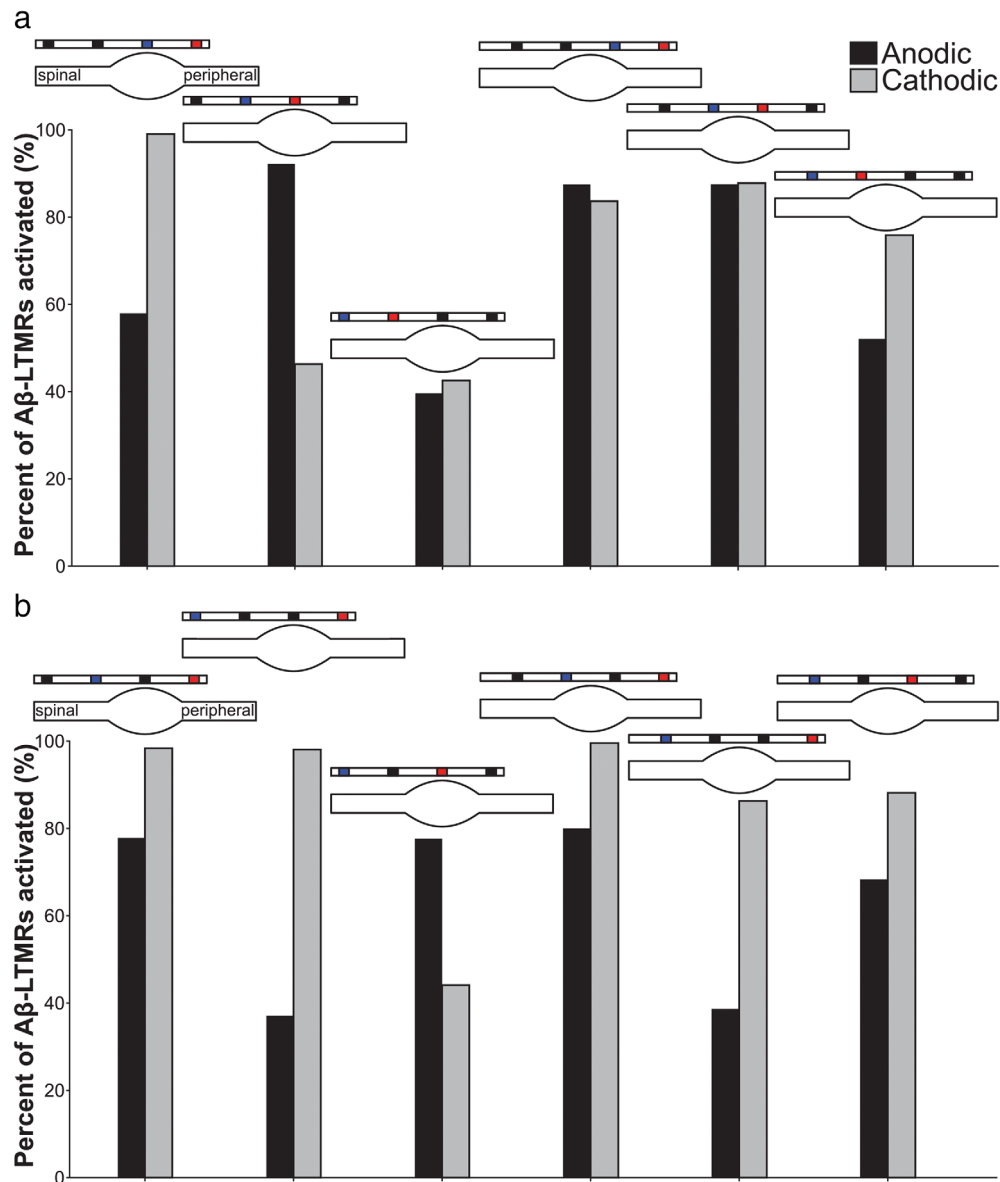 a
spinal peripheral
Anodic
Cathodic
Percent of Aβ-LTMRs activated (%)
100
80
60
40
20
0
b
spinal peripheral
Percent of Aβ-LTMRs activated (%)
100
80
60
40
20
0